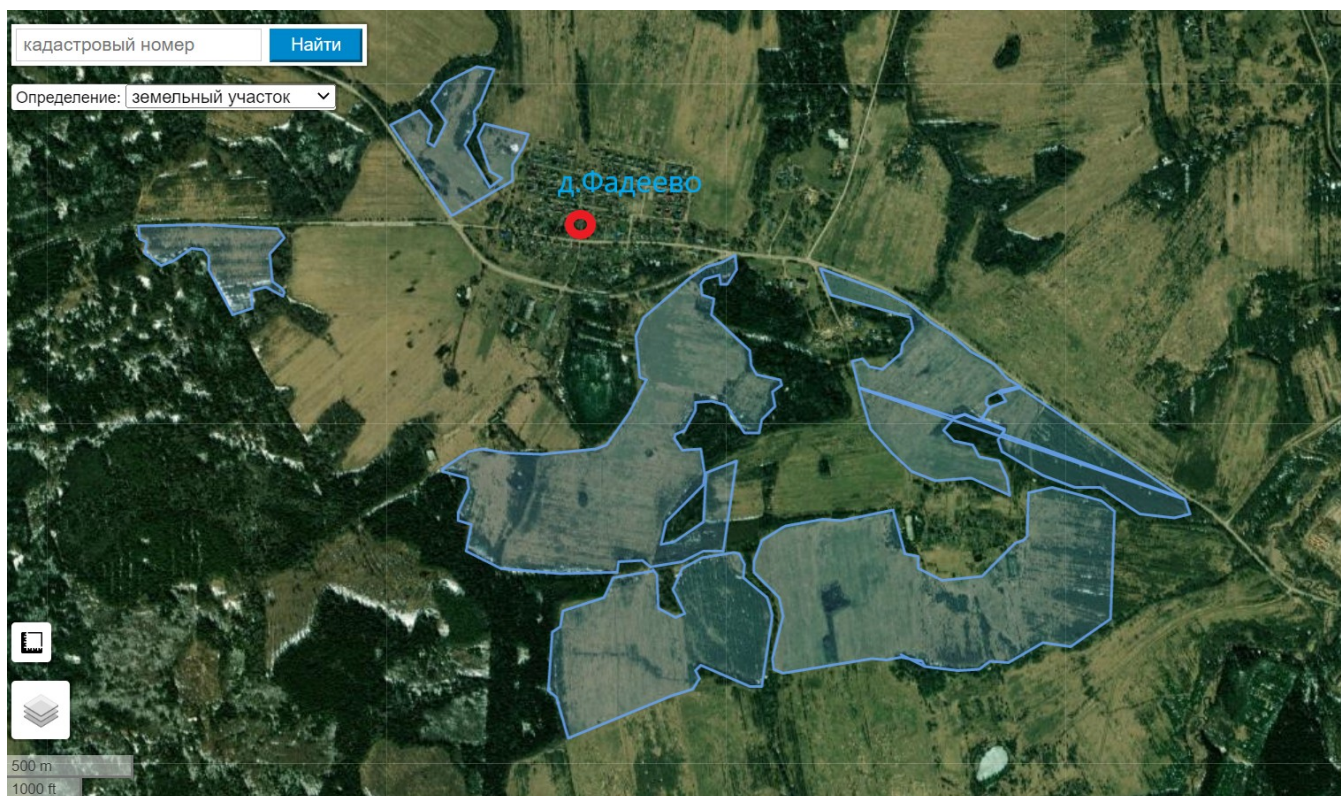 кадастровый номер
Найти
Определение: земельный участок
д.Фадеево
500 m
1000 ft